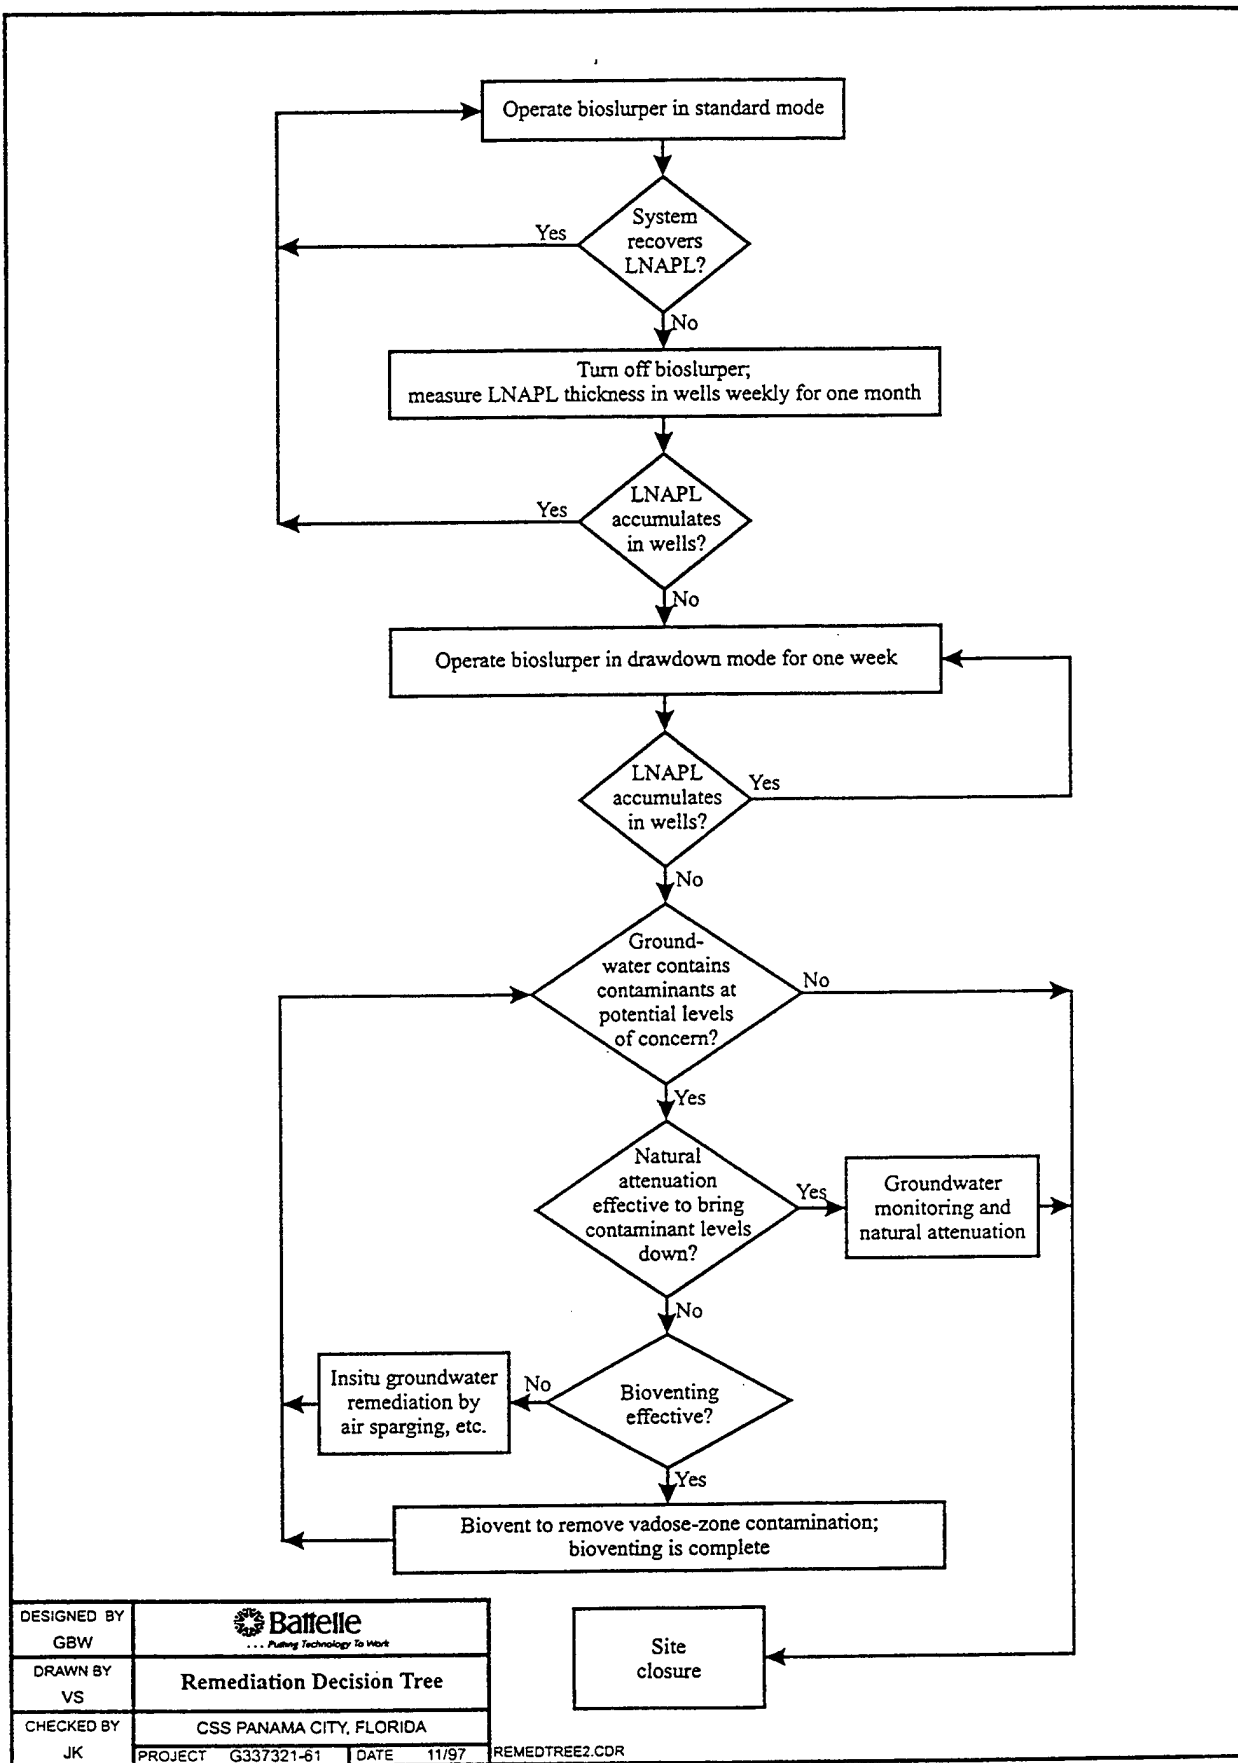 Operate bioslurper in standard mode
System
recovers
LNAPL?
Yes
No
Turn off bioslurper;
measure LNAPL thickness in wells weekly for one month
LNAPL
accumulates
in wells?
Yes
No
Operate bioslurper in drawdown mode for one week
LNAPL
accumulates
in wells?
Yes
No
Ground-
water contains
contaminants at
potential levels
of concern?
No
Yes
Natural
attenuation
effective to bring
contaminant levels
down?
Yes
Groundwater
monitoring and
natural attenuation
No
Bioventing
effective?
No
Insitu groundwater
remediation by
air sparging, etc.
Yes
Biovent to remove vadose-zone contamination;
bioventing is complete
Site
closure
DESIGNED BY
GBW
Battelle
... Putting Technology To Work
DRAWN BY
VS
Remediation Decision Tree
CHECKED BY
JK
CSS PANAMA CITY, FLORIDA
PROJECT G337321-61 DATE 11/97
REMEDTREE2.CDR